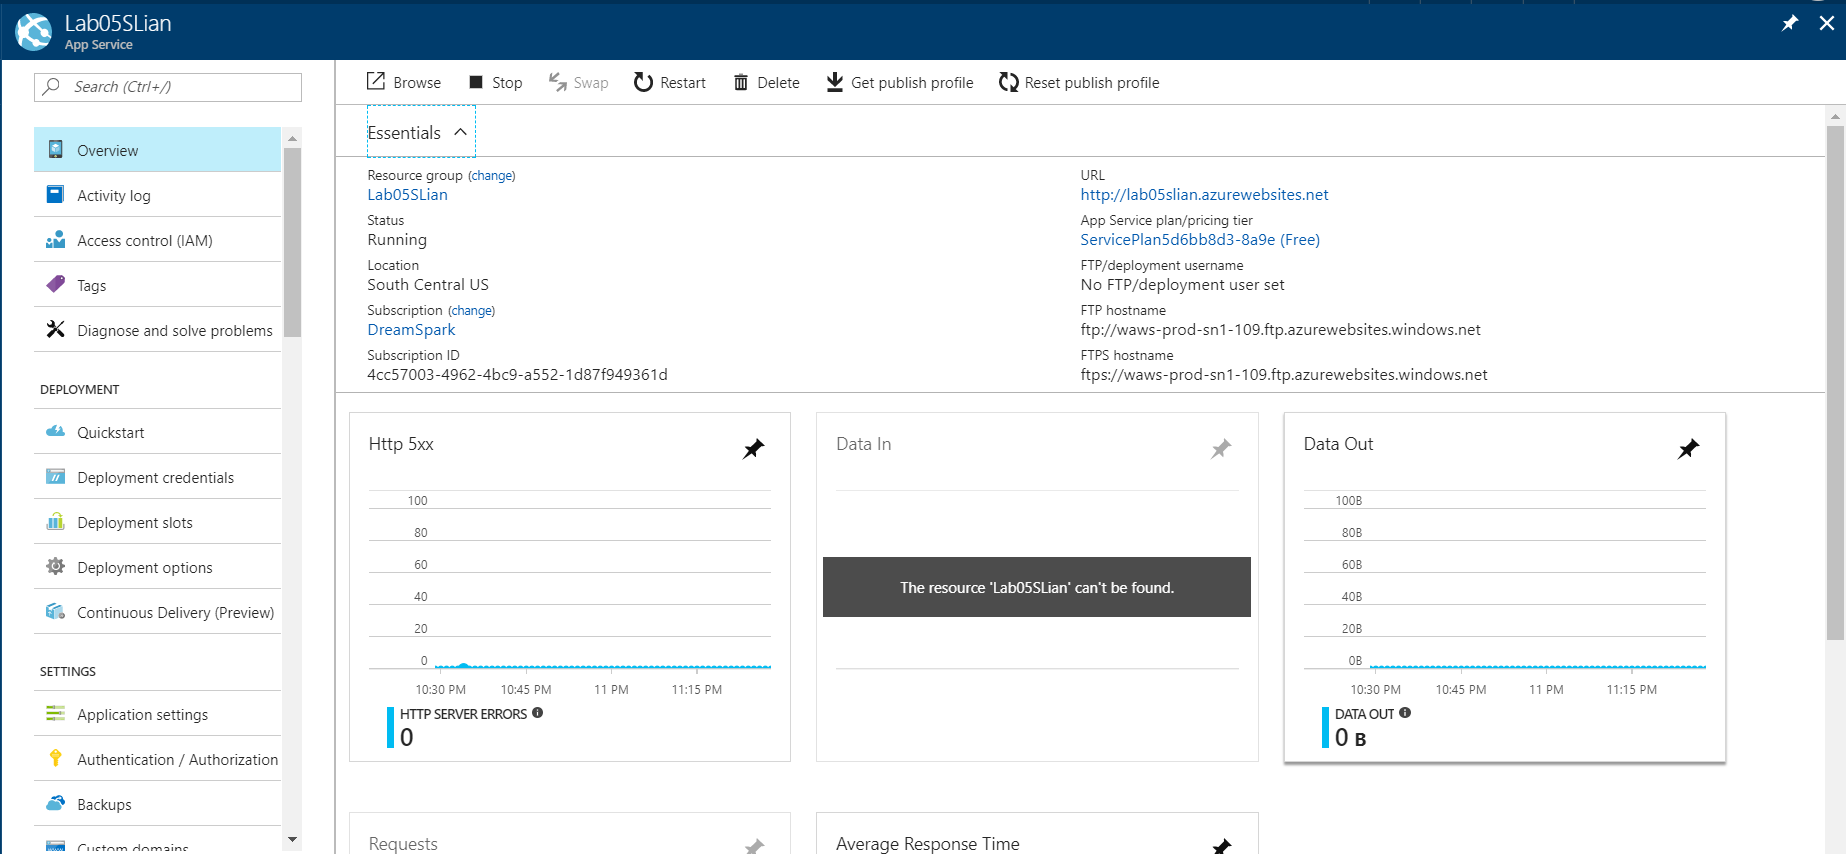 Lab05SLian
App Service
Search (Ctrl+/)
Overview
Activity log
Access control (IAM)
Tags
Diagnose and solve problems
DEPLOYMENT
Quickstart
Deployment credentials
Deployment slots
Deployment options
Continuous Delivery (Preview)
SETTINGS
Application settings
Authentication / Authorization
Backups
Custom domains
Browse Stop Swap Restart Delete Get publish profile Reset publish profile
Essentials
Resource group (change)
Lab05SLian
Status
Running
Location
South Central US
Subscription (change)
DreamSpark
Subscription ID
4cc57003-4962-4bc9-a552-1d87f949361d
URL
http://lab05slian.azurewebsites.net
App Service plan/pricing tier
ServicePlan5d6bb8d3-8a9e (Free)
FTP/deployment username
No FTP/deployment user set
FTP hostname
ftp://waws-prod-sn1-109.ftp.azurewebsites.windows.net
FTPS hostname
ftps://waws-prod-sn1-109.ftp.azurewebsites.windows.net
Http 5xx
100
80
60
40
20
0
10:30 PM 10:45 PM 11 PM 11:15 PM
HTTP SERVER ERRORS
0
Data In
The resource 'Lab05SLian' can't be found.
Data Out
100B
80B
60B
40B
20B
0B
10:30 PM 10:45 PM 11 PM 11:15 PM
DATA OUT
0 B
Requests
Average Response Time